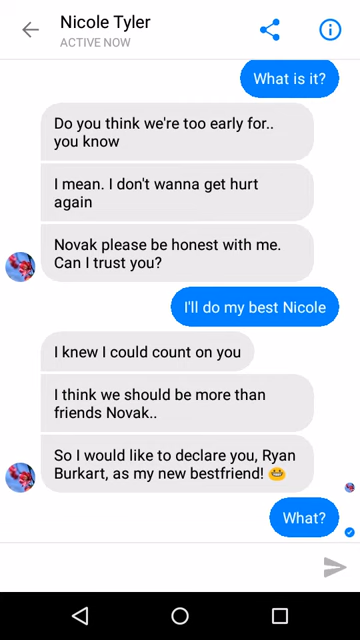 Nicole Tyler
ACTIVE NOW
What is it?
Do you think we're too early for..
you know
I mean. I don't wanna get hurt
again
Novak please be honest with me.
Can I trust you?
I'll do my best Nicole
I knew I could count on you
I think we should be more than
friends Novak..
So I would like to declare you, Ryan
Burkart, as my new bestfriend! 😁
What?